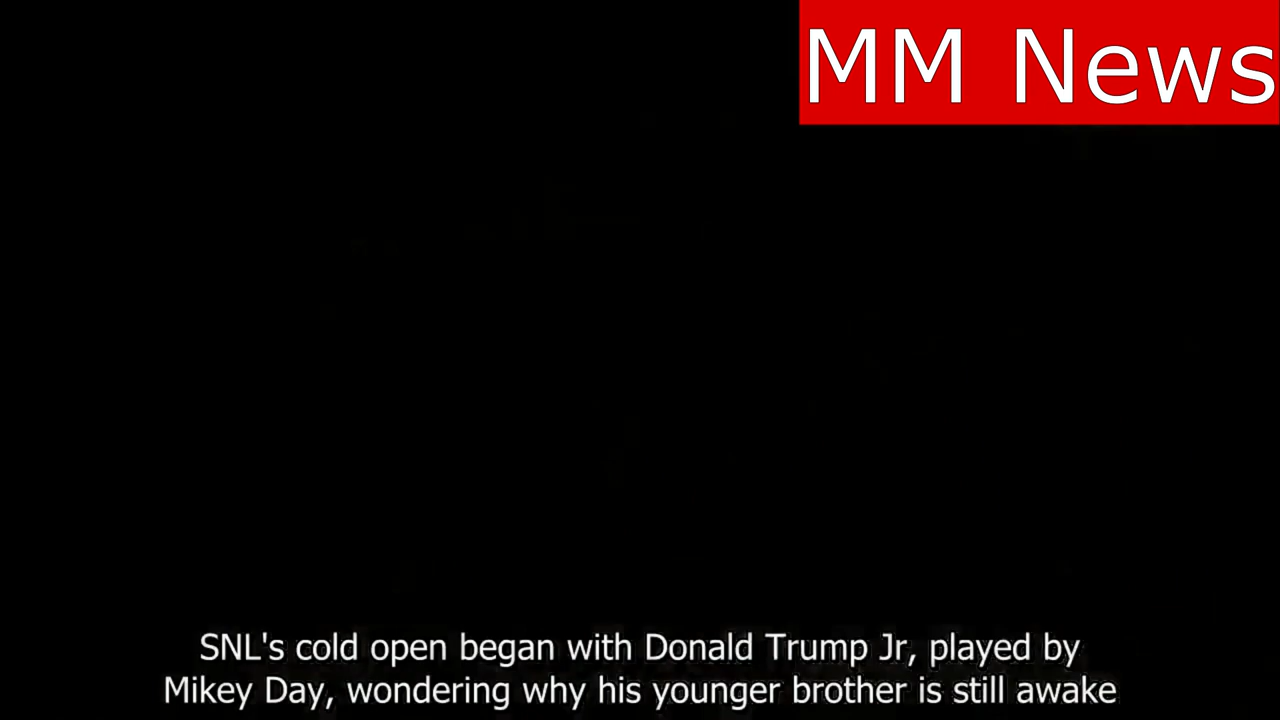 MM News
SNL's cold open began with Donald Trump Jr, played by
Mikey Day, wondering why his younger brother is still awake